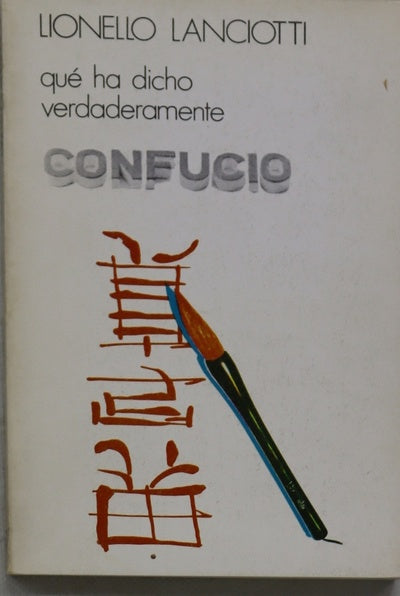 LIONELLO LANCIOTTI
qué ha dicho
verdaderamente
CONFUCIO